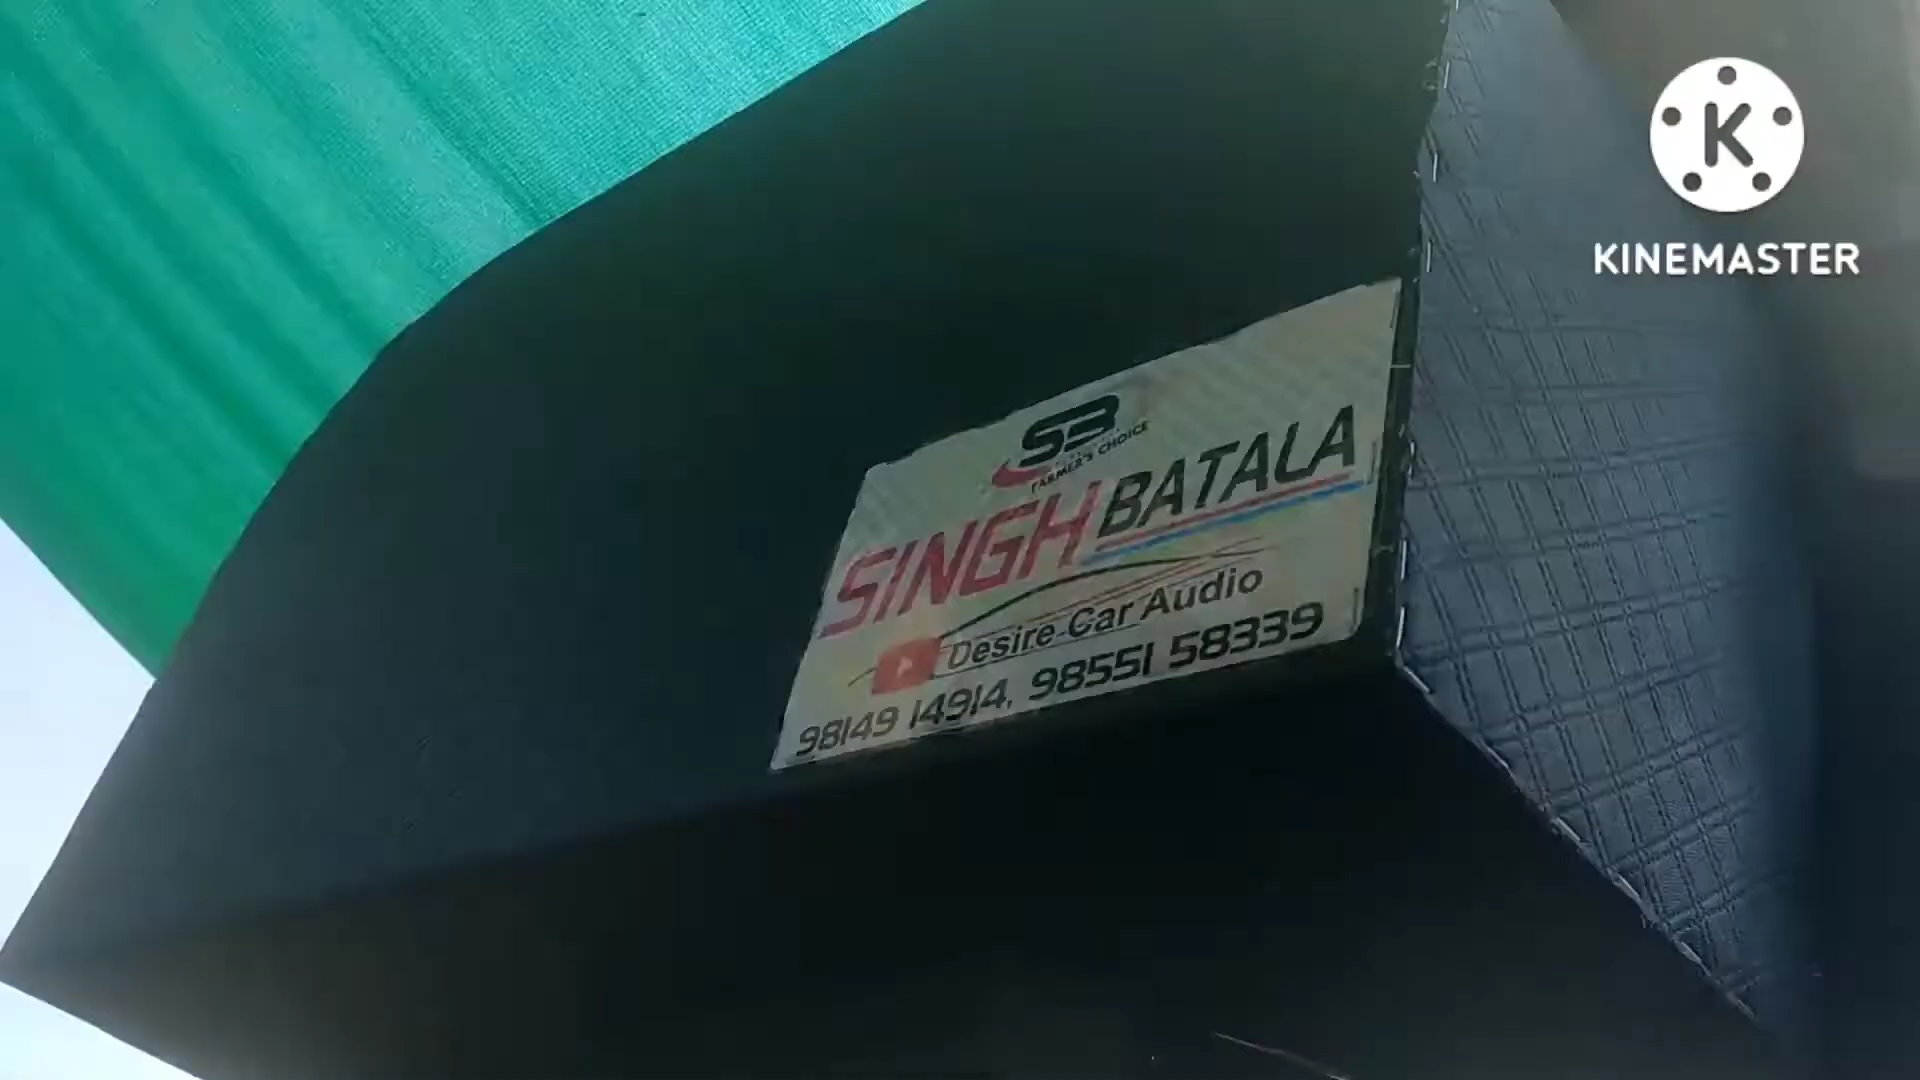 K
KINEMASTER
SB
FARMER'S CHOICE
SINGH BATALA
Desire Car Audio
98149 14914, 98551 58339